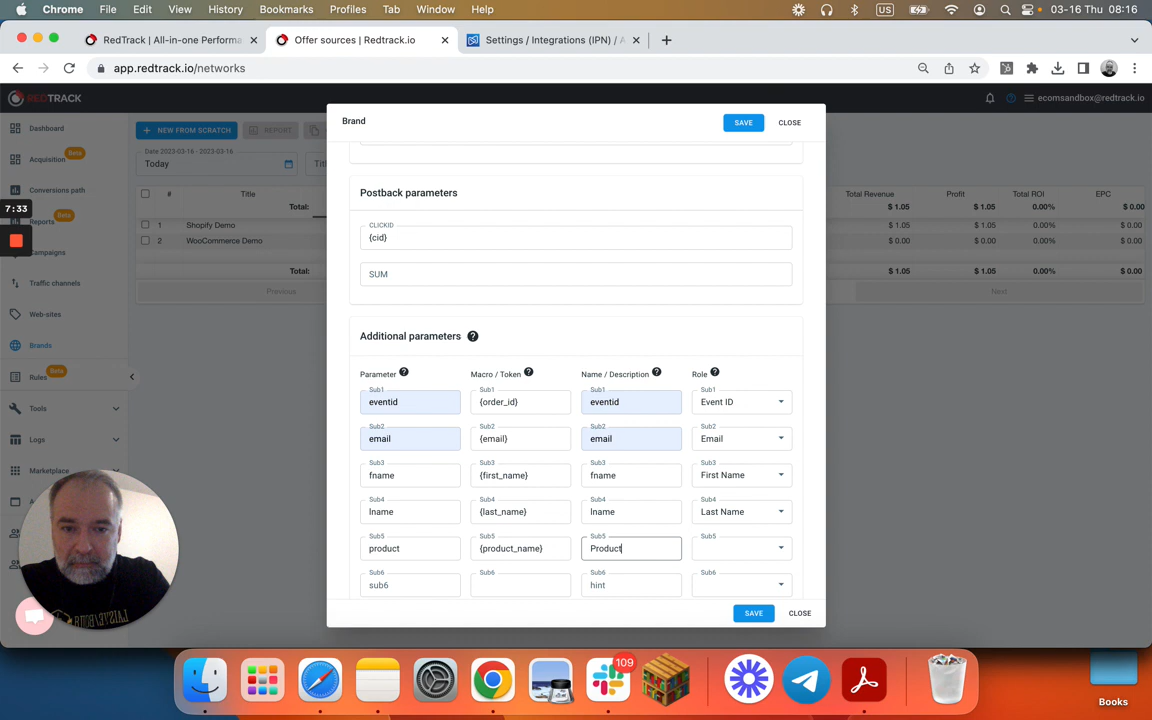 Chrome File Edit View History Bookmarks Profiles Tab Window Help US 03-16 Thu 08:16
RedTrack | All-in-one Performa
Offer sources | Redtrack.io
Settings / Integrations (IPN) /
app.redtrack.io/networks
REDTRACK
ecomsandbox@redtrack.io
Dashboard
Acquisition Beta
Conversions path
7:33
Reports Beta
Campaigns
Traffic channels
Web-sites
Brands
Rules Beta
Tools
Logs
Marketplace
NEW FROM SCRATCH
REPORT
Date 2023-03-16 - 2023-03-16
Today
# Title
Total:
1 Shopify Demo
2 WooCommerce Demo
Total:
Previous
Total Revenue Profit Total ROI EPC
$ 1.05 $ 1.05 0.00% $ 0.00
$ 1.05 $ 1.05 0.00% $ 0.00
$ 0.00 $ 0.00 0.00% $ 0.00
$ 1.05 $ 1.05 0.00% $ 0.00
Next
Brand
SAVE CLOSE
Postback parameters
CLICKID
{cid}
SUM
Additional parameters ?
Parameter ? Macro / Token ? Name / Description ? Role ?
Sub1 Sub1 Sub1 Sub1
eventid {order_id} eventid Event ID
Sub2 Sub2 Sub2 Sub2
email {email} email Email
Sub3 Sub3 Sub3 Sub3
fname {first_name} fname First Name
Sub4 Sub4 Sub4 Sub4
lname {last_name} lname Last Name
Sub5 Sub5 Sub5 Sub5
product {product_name} Product
Sub6 Sub6 Sub6 Sub6
sub6 hint
SAVE CLOSE
109
Books